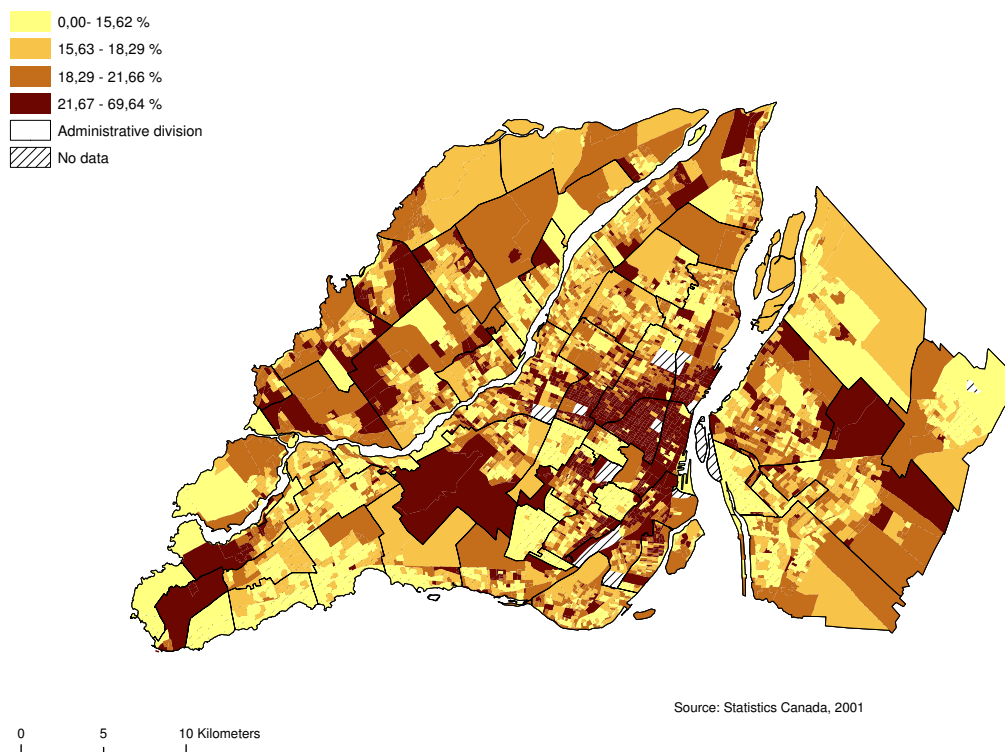 0,00- 15,62 %
15,63 - 18,29 %
18,29 - 21,66 %
21,67 - 69,64 %
Administrative division
No data
Source: Statistics Canada, 2001
0 5 10 Kilometers